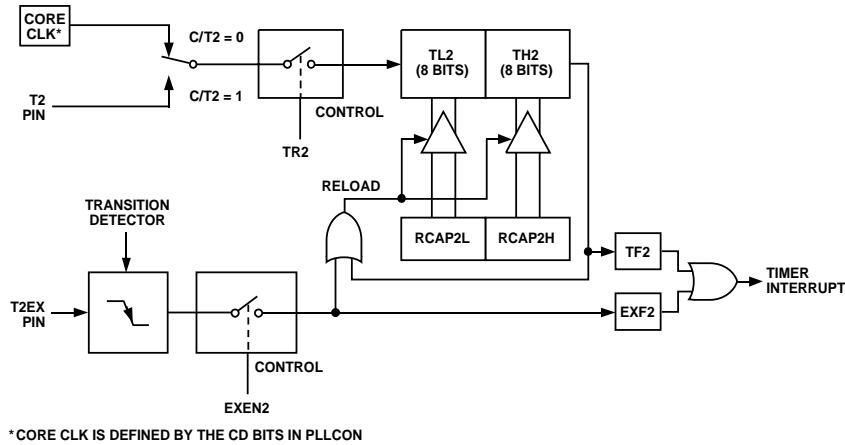 CORE
CLK*
C/T2 = 0
C/T2 = 1
T2
PIN
CONTROL
TR2
TL2
(8 BITS)
TH2
(8 BITS)
RELOAD
TRANSITION
DETECTOR
RCAP2L
RCAP2H
TF2
TIMER
INTERRUPT
T2EX
PIN
EXF2
CONTROL
EXEN2
*CORE CLK IS DEFINED BY THE CD BITS IN PLLCON